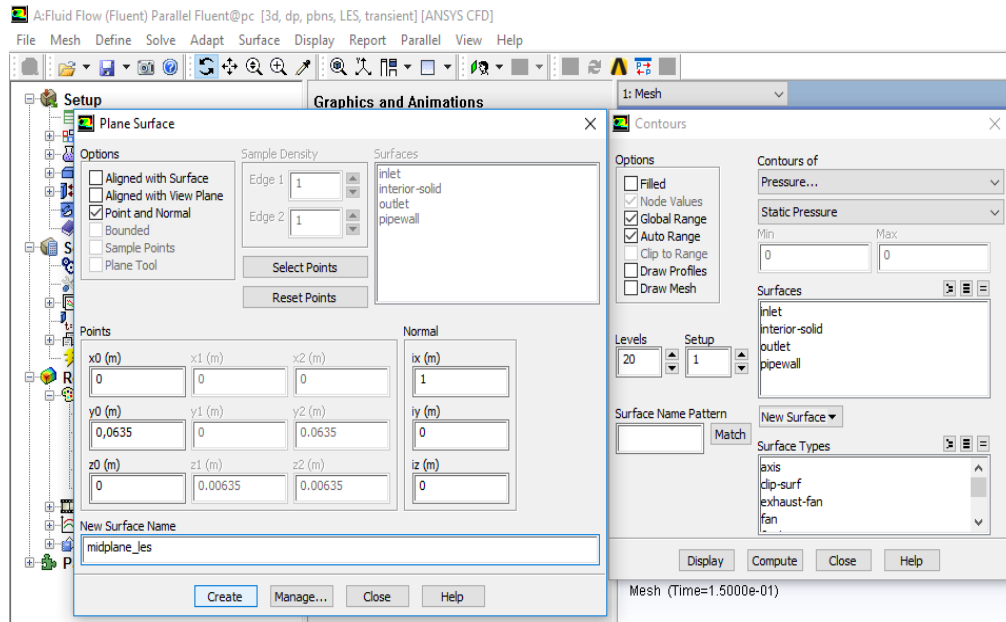 A:Fluid Flow (Fluent) Parallel Fluent@pc [3d, dp, pbns, LES, transient] [ANSYS CFD]
File Mesh Define Solve Adapt Surface Display Report Parallel View Help
Setup
Graphics and Animations
1: Mesh
Plane Surface
Options
Aligned with Surface
Aligned with View Plane
Point and Normal
Bounded
Sample Points
Plane Tool
Sample Density
Edge 1 1
Edge 2 1
Select Points
Reset Points
Surfaces
inlet
interior-solid
outlet
pipewall
Points
x0 (m) x1 (m) x2 (m)
0 0 0
y0 (m) y1 (m) y2 (m)
0,0635 0 0.0635
z0 (m) z1 (m) z2 (m)
0 0.00635 0.00635
Normal
ix (m)
1
iy (m)
0
iz (m)
0
New Surface Name
midplane_les
Create Manage... Close Help
Contours
Options
Filled
Node Values
Global Range
Auto Range
Clip to Range
Draw Profiles
Draw Mesh
Contours of
Pressure...
Static Pressure
Min Max
0 0
Surfaces
inlet
interior-solid
outlet
pipewall
Levels Setup
20 1
Surface Name Pattern
Match
New Surface
Surface Types
axis
clip-surf
exhaust-fan
fan
Display Compute Close Help
Mesh (Time=1.5000e-01)